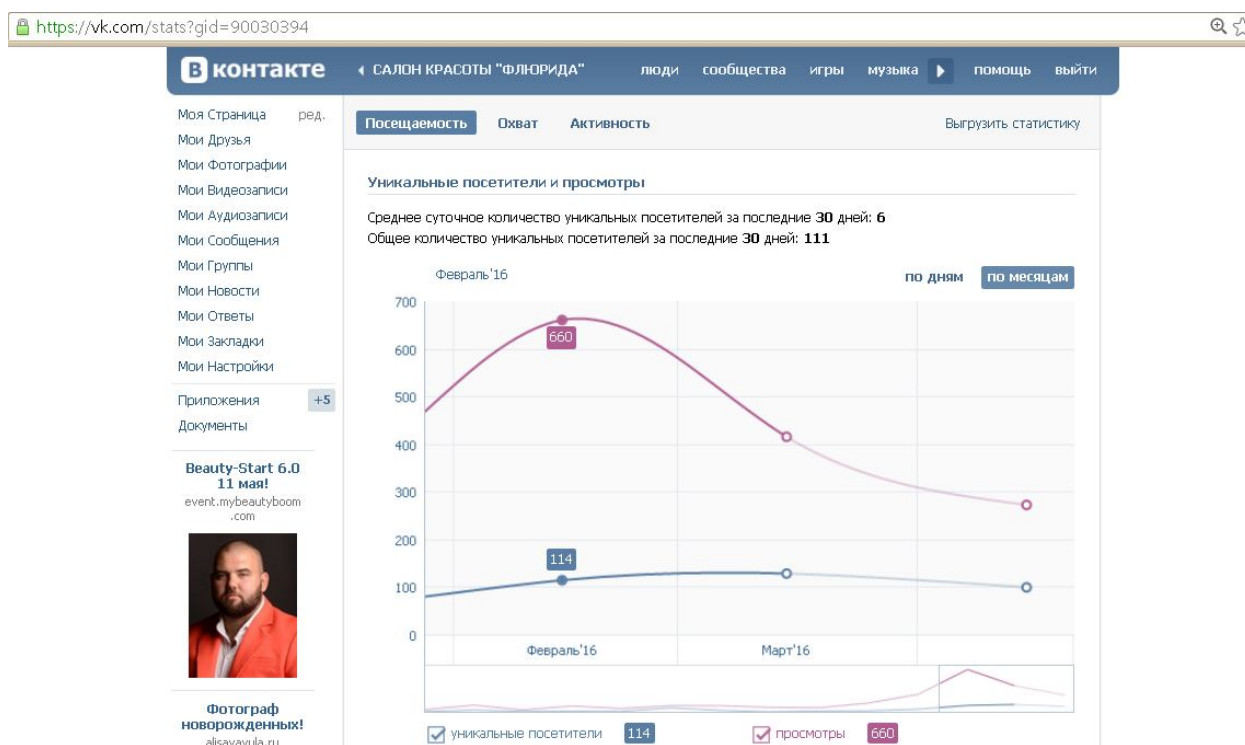 https://vk.com/stats?gid=90030394
В контакте
САЛОН КРАСОТЫ "ФЛЮРИДА"
люди сообщества игры музыка помощь выйти
Моя Страница ред.
Мои Друзья
Мои Фотографии
Мои Видеозаписи
Мои Аудиозаписи
Мои Сообщения
Мои Группы
Мои Новости
Мои Ответы
Мои Закладки
Мои Настройки
Приложения +5
Документы
Beauty-Start 6.0
11 мая!
event.mybeautyboom
.com
Фотограф
новорожденных!
alisavayula.ru
Посещаемость Охват Активность Выгрузить статистику
Уникальные посетители и просмотры
Среднее суточное количество уникальных посетителей за последние 30 дней: 6
Общее количество уникальных посетителей за последние 30 дней: 111
Февраль'16 по дням по месяцам
700
600
500
400
300
200
100
0
660
114
Февраль'16 Март'16
уникальные посетители 114 просмотры 660